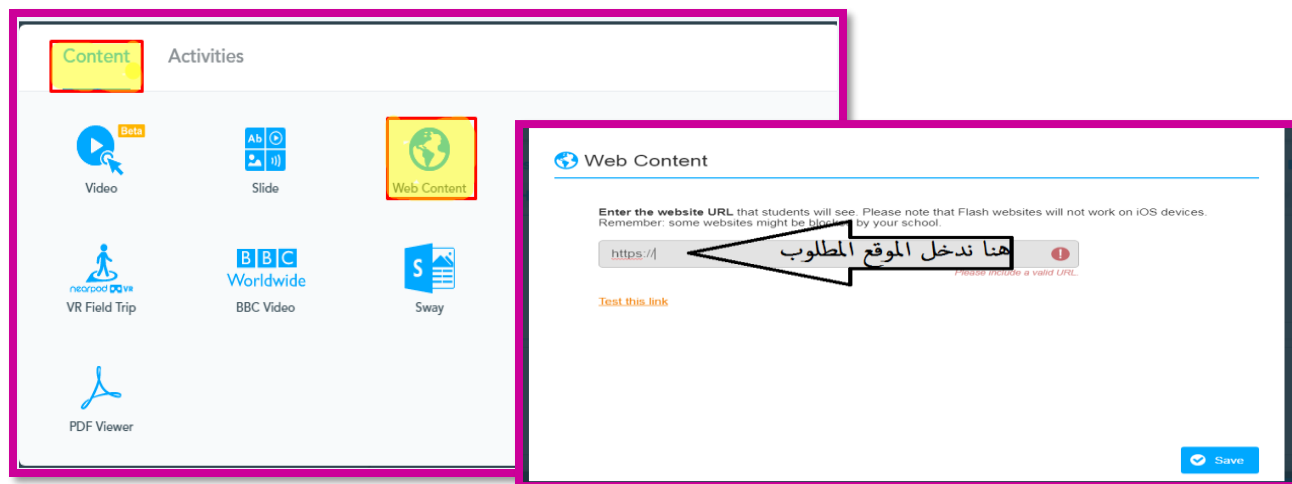 Content
Activities
Beta
Ab
Video
Slide
Web Content
nearpod VR
VR Field Trip
BBC
Worldwide
BBC Video
S
Sway
PDF Viewer
Web Content
Enter the website URL that students will see. Please note that Flash websites will not work on iOS devices.
Remember: some websites might be blocked by your school.
https://
هنا ندخل الموقع المطلوب
Please include a valid URL.
Test this link
Save